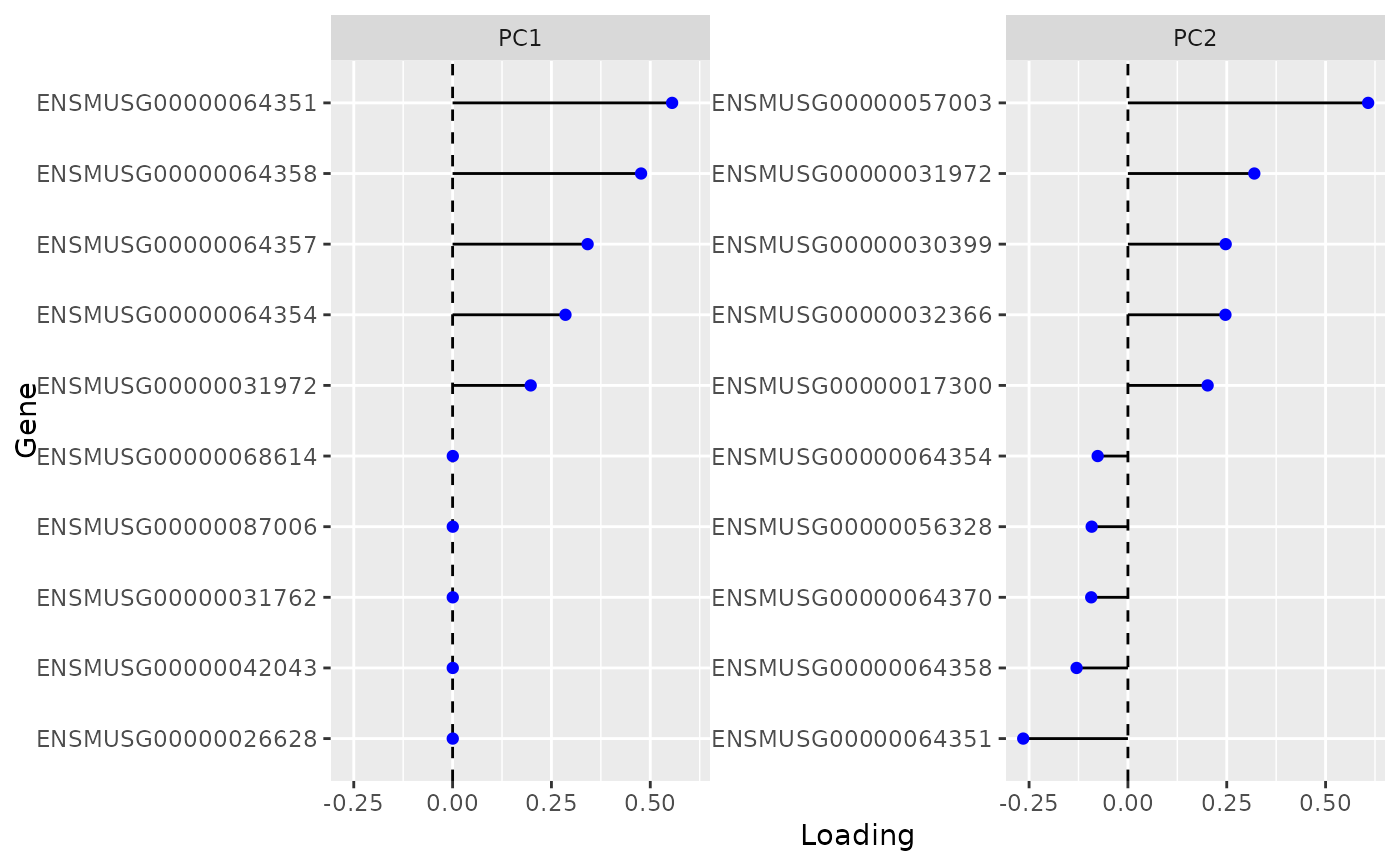 PC1
ENSMUSG00000064351
ENSMUSG00000064358
ENSMUSG00000064357
ENSMUSG00000064354
ENSMUSG00000031972
ENSMUSG00000068614
ENSMUSG00000087006
ENSMUSG00000031762
ENSMUSG00000042043
ENSMUSG00000026628
-0.25 0.00 0.25 0.50
PC2
ENSMUSG00000057003
ENSMUSG00000031972
ENSMUSG00000030399
ENSMUSG00000032366
ENSMUSG00000017300
ENSMUSG00000064354
ENSMUSG00000056328
ENSMUSG00000064370
ENSMUSG00000064358
ENSMUSG00000064351
-0.25 0.00 0.25 0.50
Gene
Loading